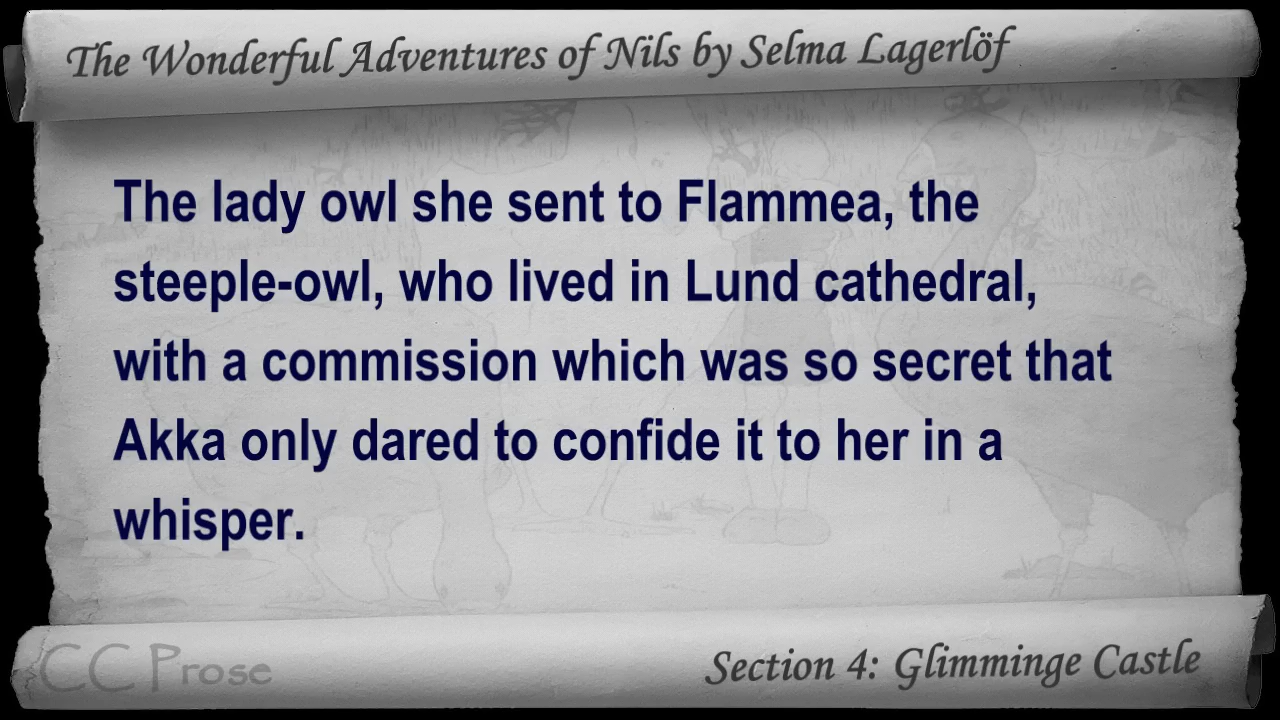 The Wonderful Adventures of Nils by Selma Lagerlöf
The lady owl she sent to Flammea, the
steeple-owl, who lived in Lund cathedral,
with a commission which was so secret that
Akka only dared to confide it to her in a
whisper.
CC Prose
Section 4: Glimminge Castle